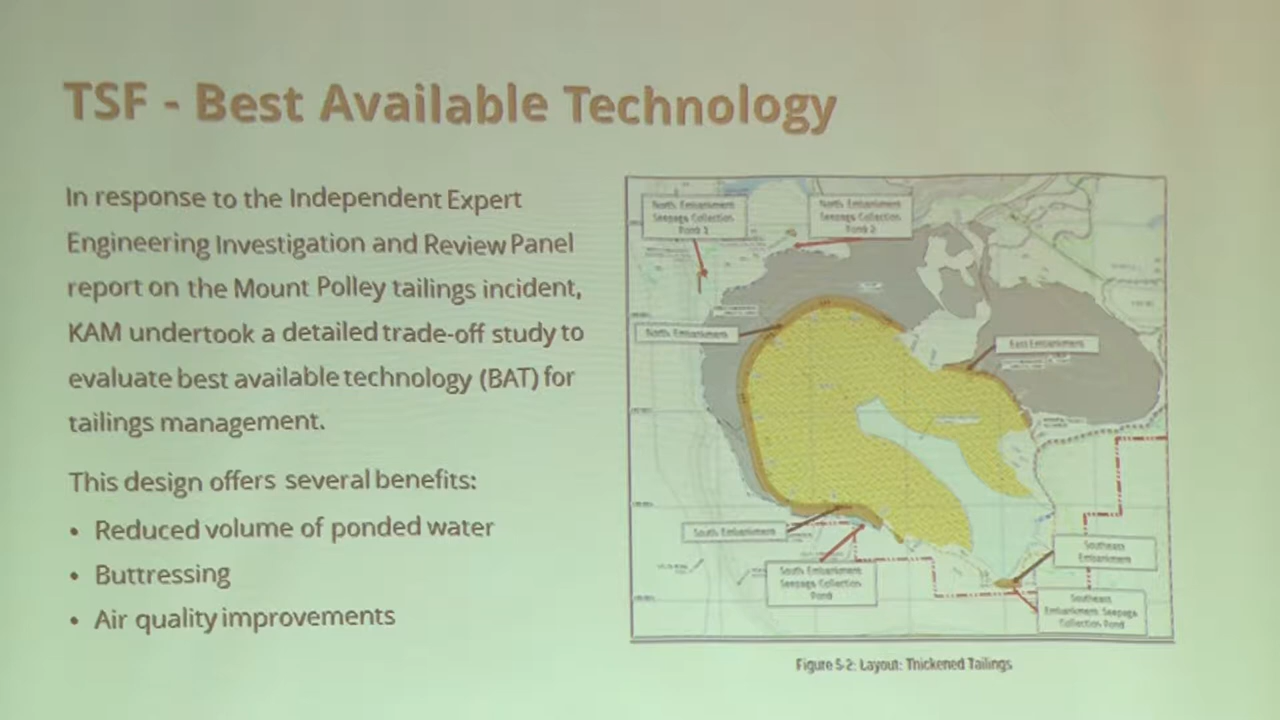 TSF - Best Available Technology
In response to the Independent Expert
Engineering Investigation and Review Panel
report on the Mount Polley tailings incident,
KAM undertook a detailed trade-off study to
evaluate best available technology (BAT) for
tailings management.
This design offers several benefits:
• Reduced volume of ponded water
• Buttressing
• Air quality improvements
North Embankment
Seepage Collection
Pond 1
North Embankment
Seepage Collection
Pond 2
North Embankment
East Embankment
South Embankment
South Embankment
Seepage Collection
Pond
Southeast
Embankment
Southeast
Embankment Seepage
Collection Pond
Figure 5-2: Layout: Thickened Tailings